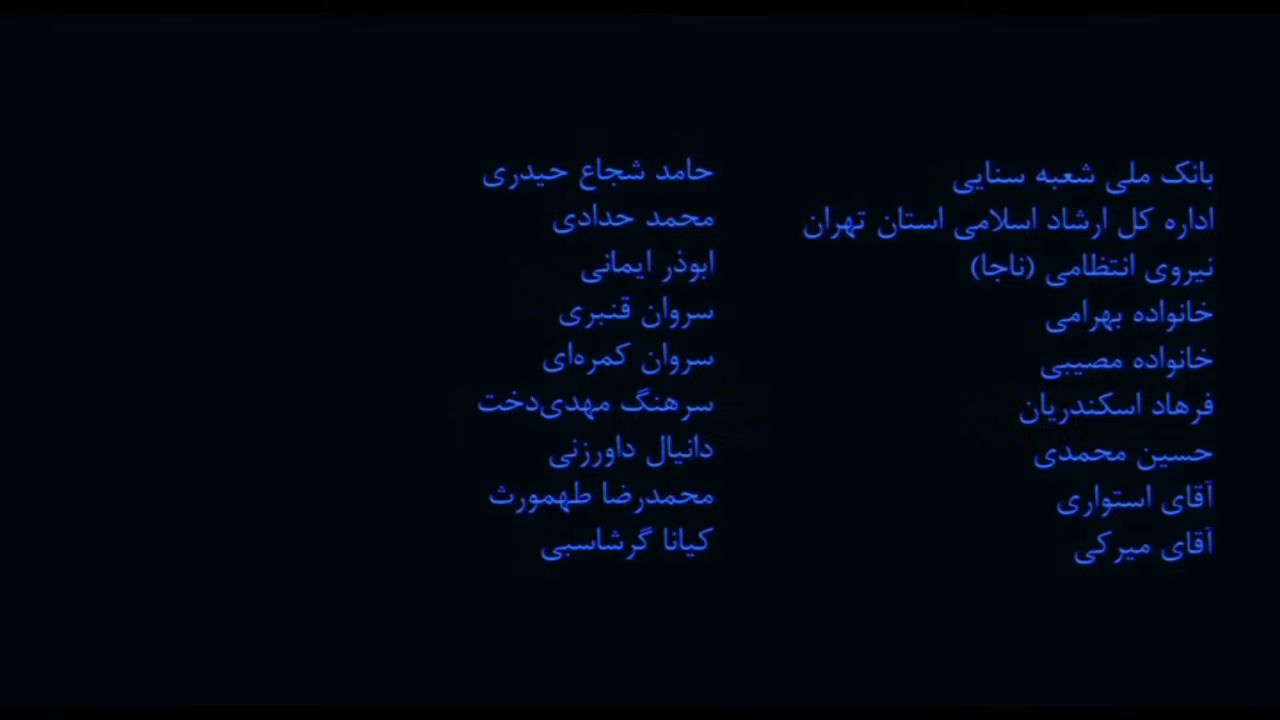 بانک ملی شعبه سنایی
اداره کل ارشاد اسلامی استان تهران
نیروی انتظامی (ناجا)
خانواده بهرامی
خانواده مصیبی
فرهاد اسکندریان
حسین محمدی
آقای استواری
آقای میرکی
حامد شجاع حیدری
محمد حدادی
ابوذر ایمانی
سروان قنبری
سروان کمره‌ای
سرهنگ مهدی‌دخت
دانیال داورزنی
محمدرضا طهمورث
کیانا گرشاسبی